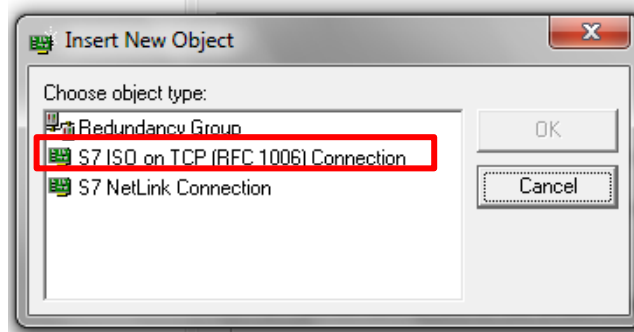 Insert New Object
Choose object type:
Redundancy Group
OK
S7 ISO on TCP (RFC 1006) Connection
S7 NetLink Connection
Cancel